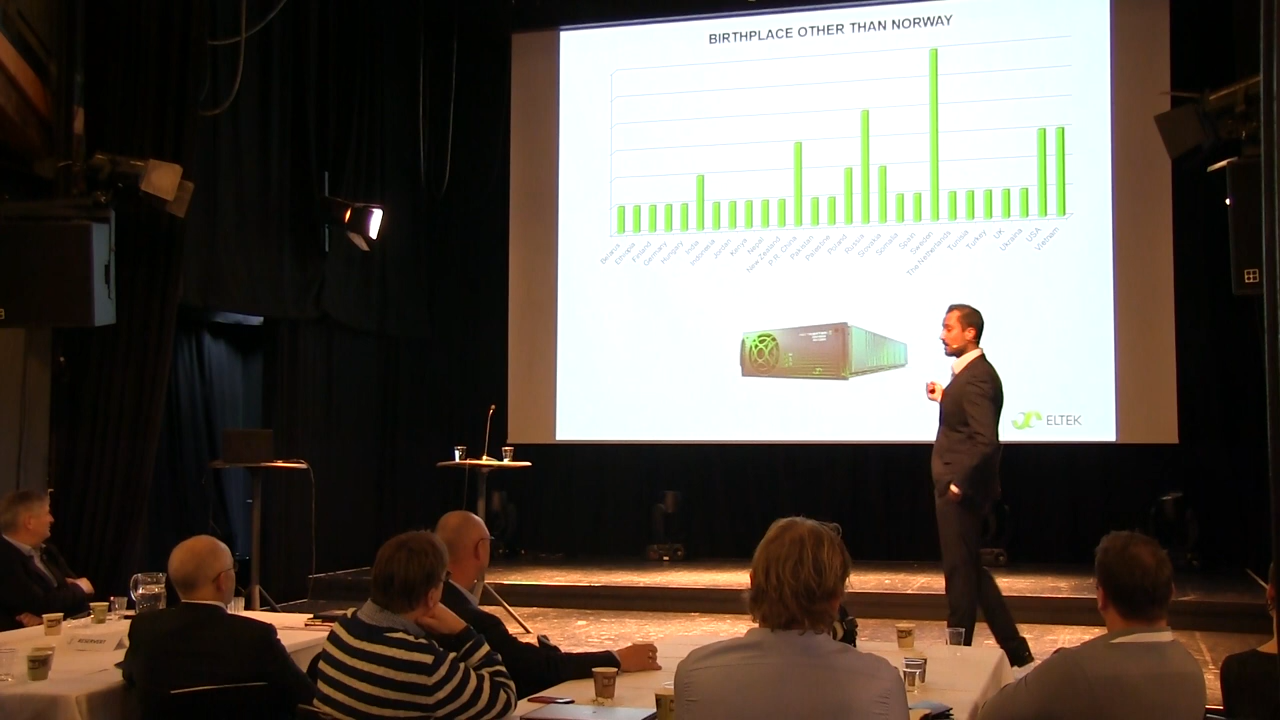 BIRTHPLACE OTHER THAN NORWAY
Belarus
Ethiopia
Finland
Germany
Hungary
India
Indonesia
Jordan
Kenya
Nepal
New Zealand
P.R. China
Pakistan
Palestine
Poland
Russia
Slovakia
Somalia
Spain
Sweden
The Netherlands
Tunisia
Turkey
UK
Ukraina
USA
Vietnam
ELTEK
RESERVERT